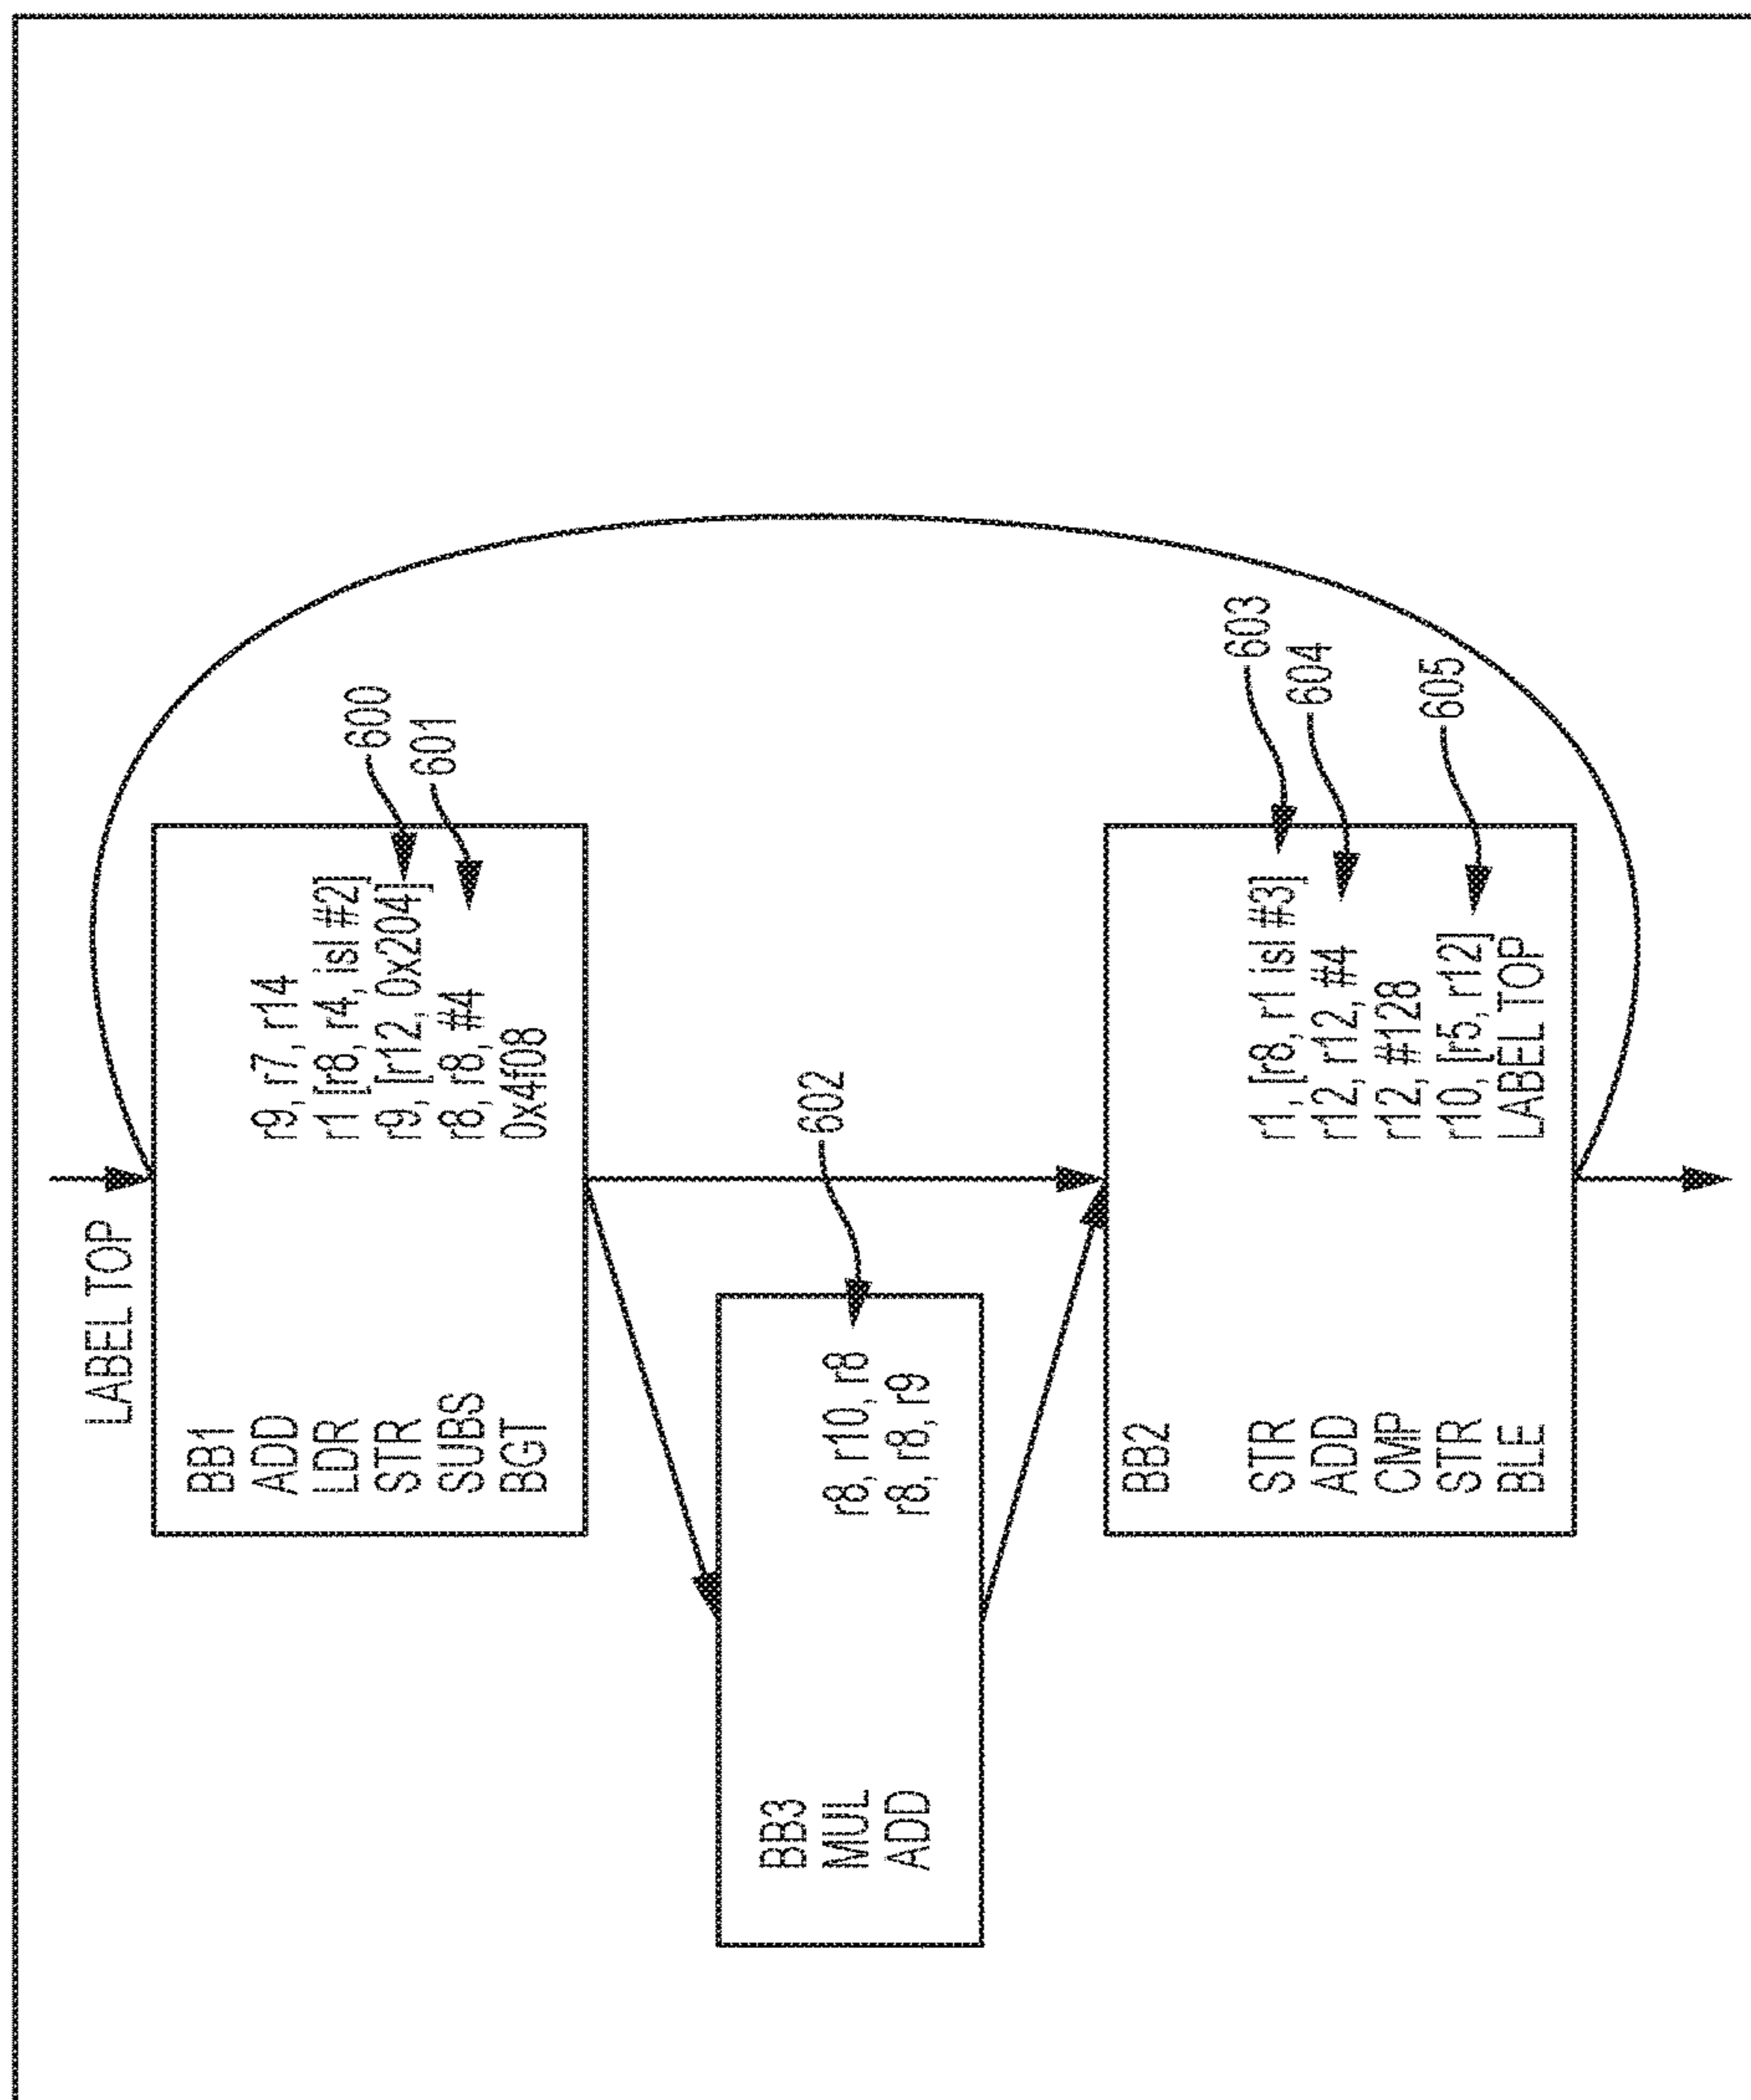 LABEL TOP
BB1
ADD r9, r7, r14
LDR r1 [r8, r4, isl #2]
STR r9, [r12, 0x204]
SUBS r8, r8, #4
BGT 0x4f08
600
601
BB3
MUL r8, r10, r8
ADD r8, r8, r9
602
BB2
STR r1, [r8, r1 isl #3]
ADD r12, r12, #4
CMP r12, #128
STR r10, [r5, r12]
BLE LABEL TOP
603
604
605